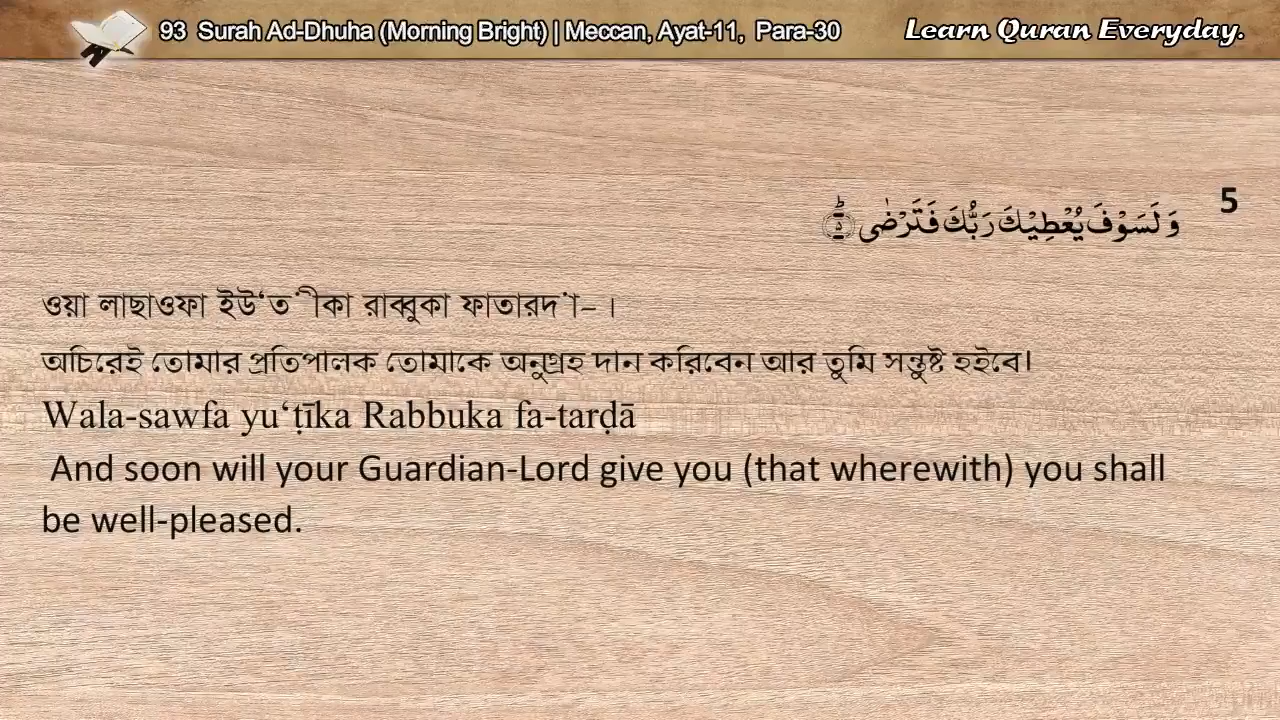 93 Surah Ad-Dhuha (Morning Bright) | Meccan, Ayat-11, Para-30
Learn Quran Everyday.
5
وَ لَسَوْفَ يُعْطِيْكَ رَبُّكَ فَتَرْضٰى ؕ ﴿۵﴾
ওয়া লাছাওফা ইউ‘ত’ীকা রাব্বুকা ফাতারদ’া– ।
অচিরেই তোমার প্রতিপালক তোমাকে অনুগ্রহ দান করিবেন আর তুমি সন্তুষ্ট হইবে।
Wala-sawfa yu‘ṭīka Rabbuka fa-tarḍā
And soon will your Guardian-Lord give you (that wherewith) you shall
be well-pleased.